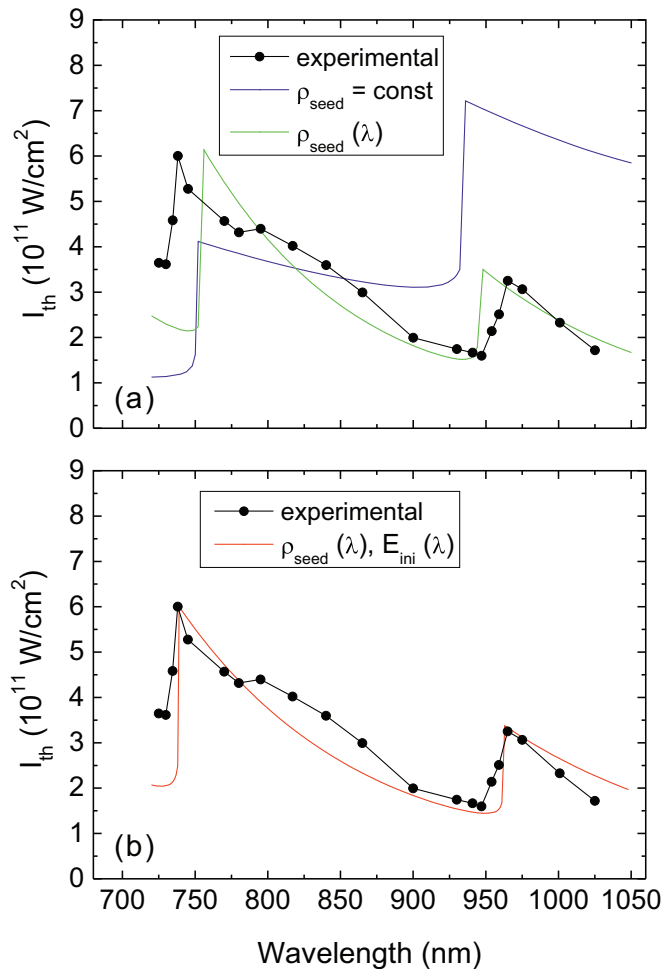 9
8
7
6
5
4
3
2
1
0
I_th (10^11 W/cm^2)
experimental
ρ_seed = const
ρ_seed (λ)
(a)
9
8
7
6
5
4
3
2
1
0
I_th (10^11 W/cm^2)
experimental
ρ_seed (λ), E_ini (λ)
(b)
700 750 800 850 900 950 1000 1050
Wavelength (nm)